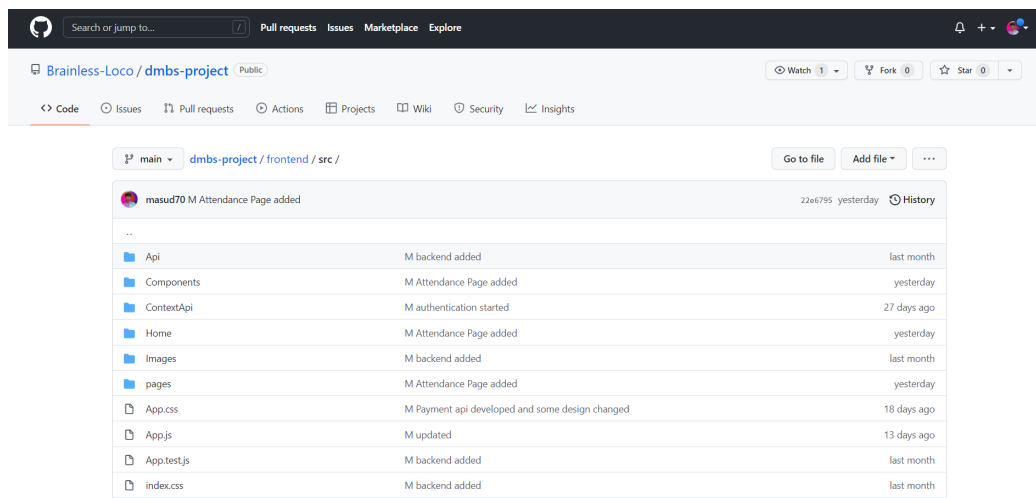 Search or jump to... / Pull requests Issues Marketplace Explore
Brainless-Loco / dmbs-project Public Watch 1 Fork 0 Star 0
Code Issues Pull requests Actions Projects Wiki Security Insights
main dmbs-project / frontend / src / Go to file Add file ...
masud70 M Attendance Page added 22e6795 yesterday History
..
Api M backend added last month
Components M Attendance Page added yesterday
ContextApi M authentication started 27 days ago
Home M Attendance Page added yesterday
Images M backend added last month
pages M Attendance Page added yesterday
App.css M Payment api developed and some design changed 18 days ago
App.js M updated 13 days ago
App.test.js M backend added last month
index.css M backend added last month